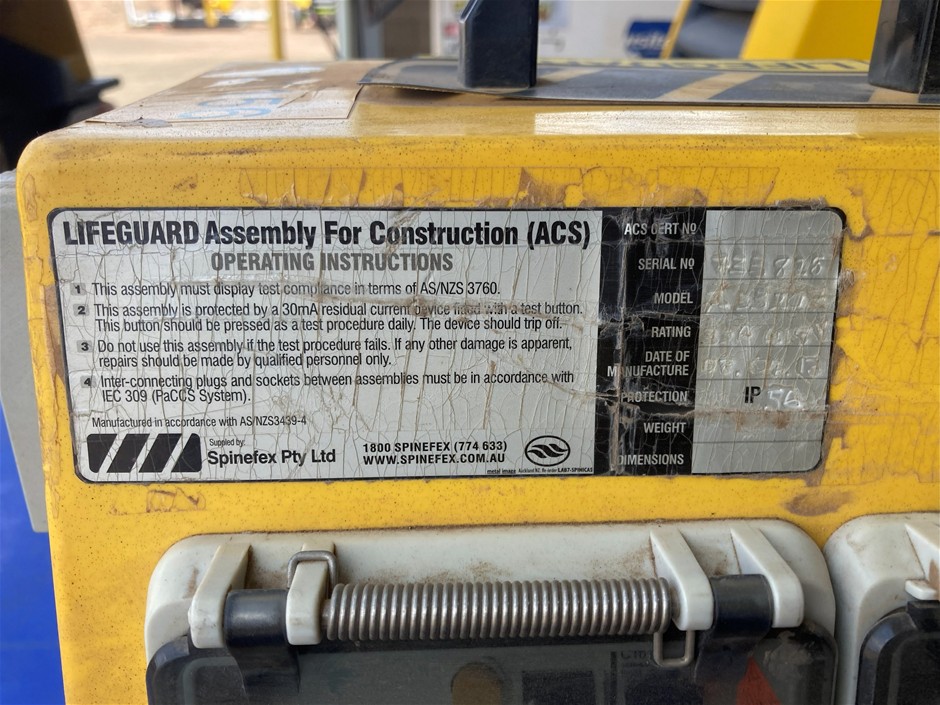 LIFEGUARD Assembly For Construction (ACS)
OPERATING INSTRUCTIONS
1 This assembly must display test compliance in terms of AS/NZS 3760.
2 This assembly is protected by a 30mA residual current device fitted with a test button.
This button should be pressed as a test procedure daily. The device should trip off.
3 Do not use this assembly if the test procedure fails. If any other damage is apparent,
repairs should be made by qualified personnel only.
4 Inter-connecting plugs and sockets between assemblies must be in accordance with
IEC 309 (PaCCS System).
Manufactured in accordance with AS/NZS3439-4
Supplied by:
Spinefex Pty Ltd
1800 SPINEFEX (774 633)
WWW.SPINEFEX.COM.AU
metal image Auckland NZ.
ACS CERT Nº
SERIAL Nº
MODEL
RATING
DATE OF
MANUFACTURE
PROTECTION IP 56
WEIGHT
DIMENSIONS